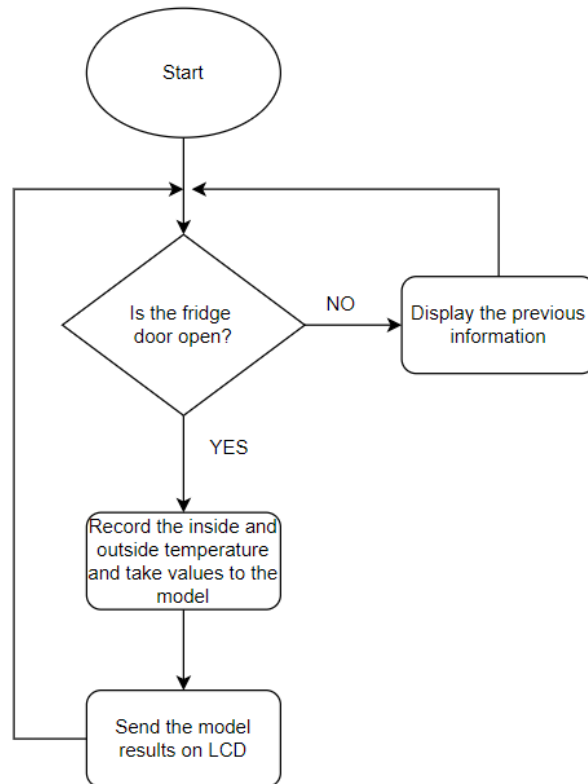 Start
Is the fridge
door open?
NO
Display the previous
information
YES
Record the inside and
outside temperature
and take values to the
model
Send the model
results on LCD